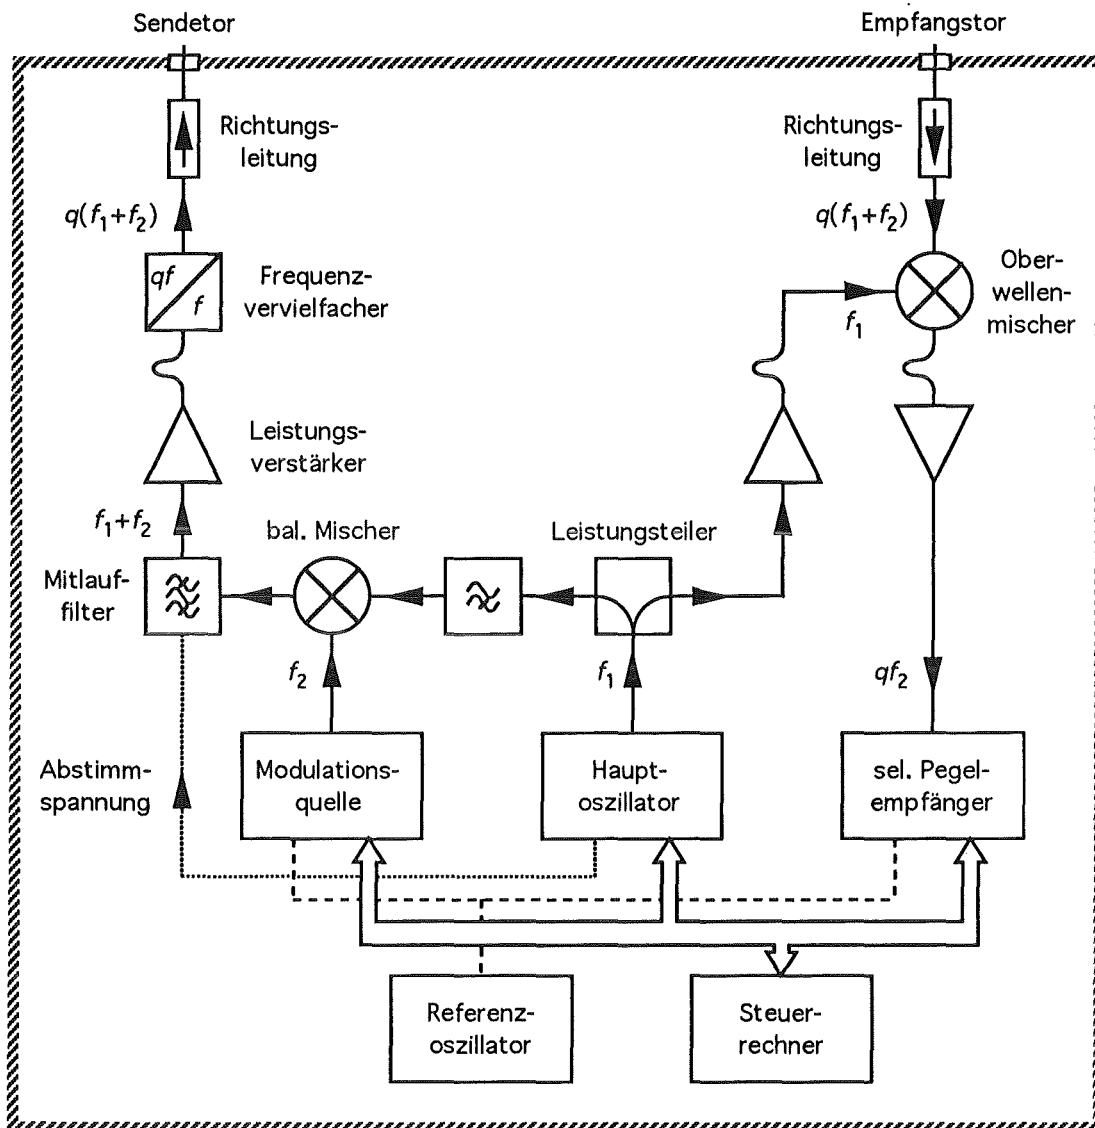 Sendetor
Empfangstor
Richtungs-
leitung
Richtungs-
leitung
q(f₁+f₂)
q(f₁+f₂)
qf
f
Frequenz-
vervielfacher
Ober-
wellen-
mischer
f₁
Leistungs-
verstärker
f₁+f₂
bal. Mischer
Leistungsteiler
Mitlauf-
filter
f₂
f₁
qf₂
Abstimm-
spannung
Modulations-
quelle
Haupt-
oszillator
sel. Pegel-
empfänger
Referenz-
oszillator
Steuer-
rechner